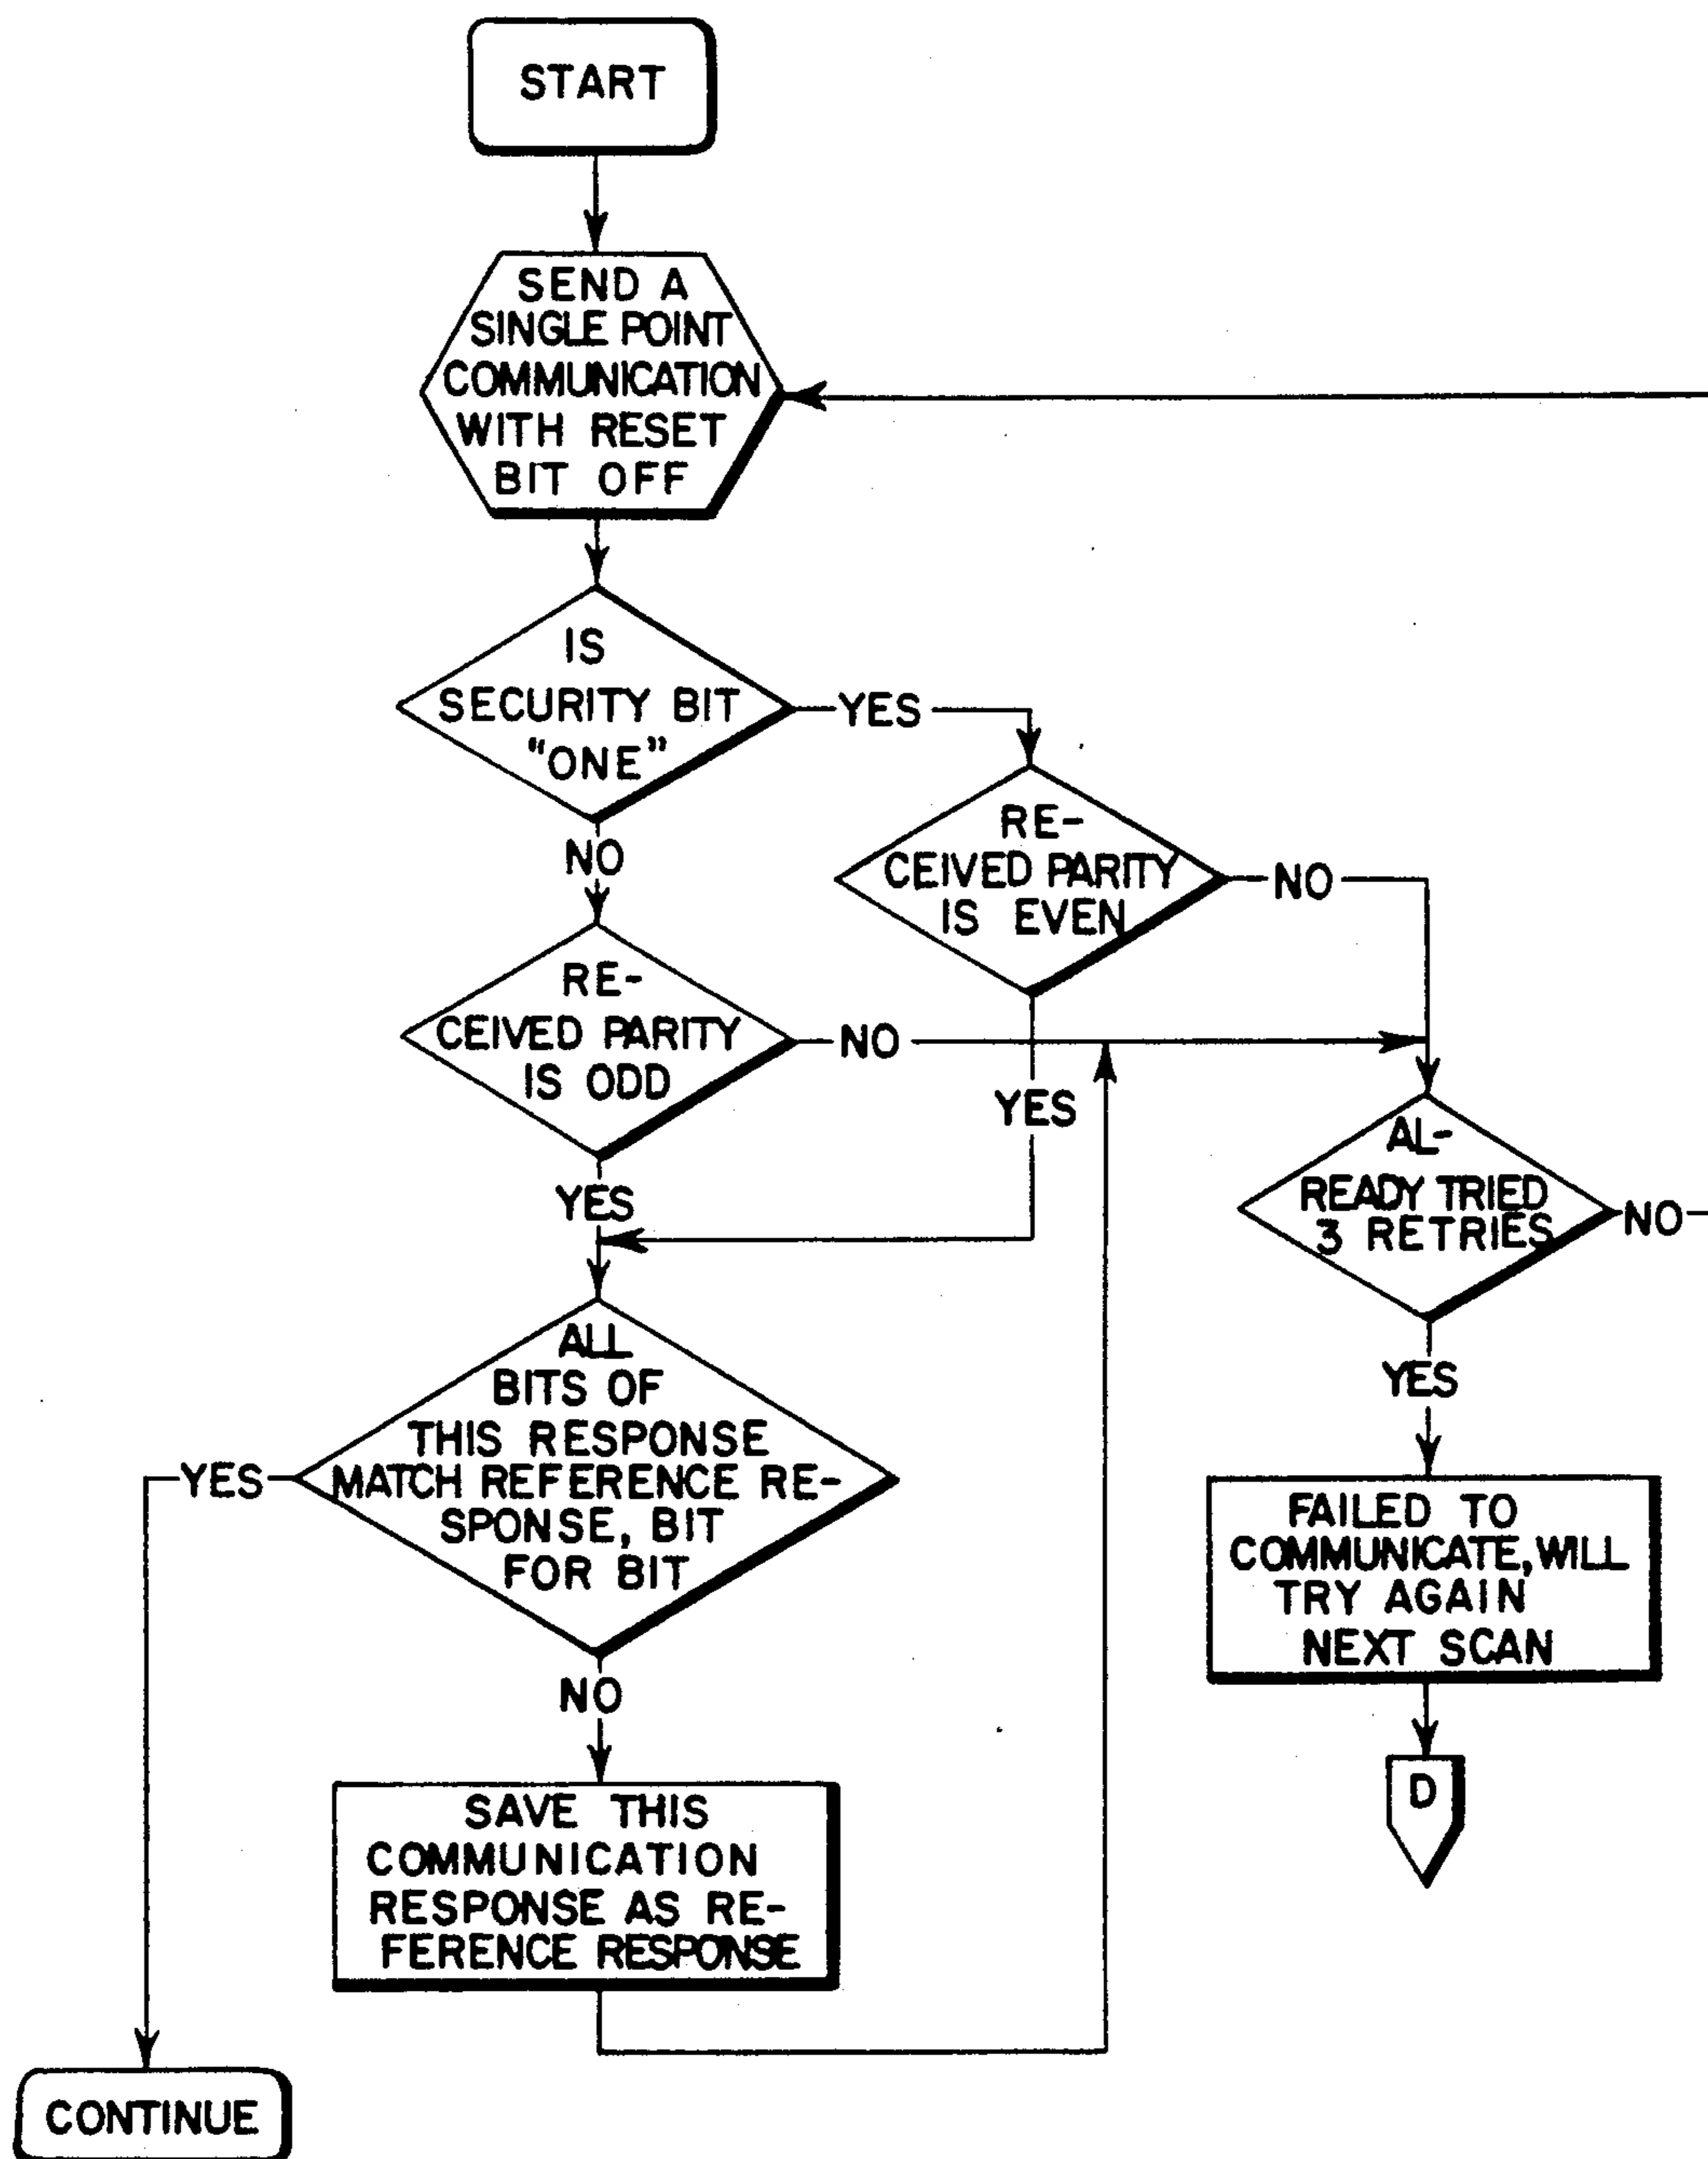 START
SEND A
SINGLE POINT
COMMUNICATION
WITH RESET
BIT OFF
IS
SECURITY BIT
"ONE"
YES
NO
RE-
CEIVED PARITY
IS EVEN
NO
YES
RE-
CEIVED PARITY
IS ODD
NO
YES
AL-
READY TRIED
3 RETRIES
NO
YES
ALL
BITS OF
THIS RESPONSE
MATCH REFERENCE RE-
SPONSE, BIT
FOR BIT
YES
NO
FAILED TO
COMMUNICATE, WILL
TRY AGAIN
NEXT SCAN
D
SAVE THIS
COMMUNICATION
RESPONSE AS RE-
FERENCE RESPONSE
CONTINUE